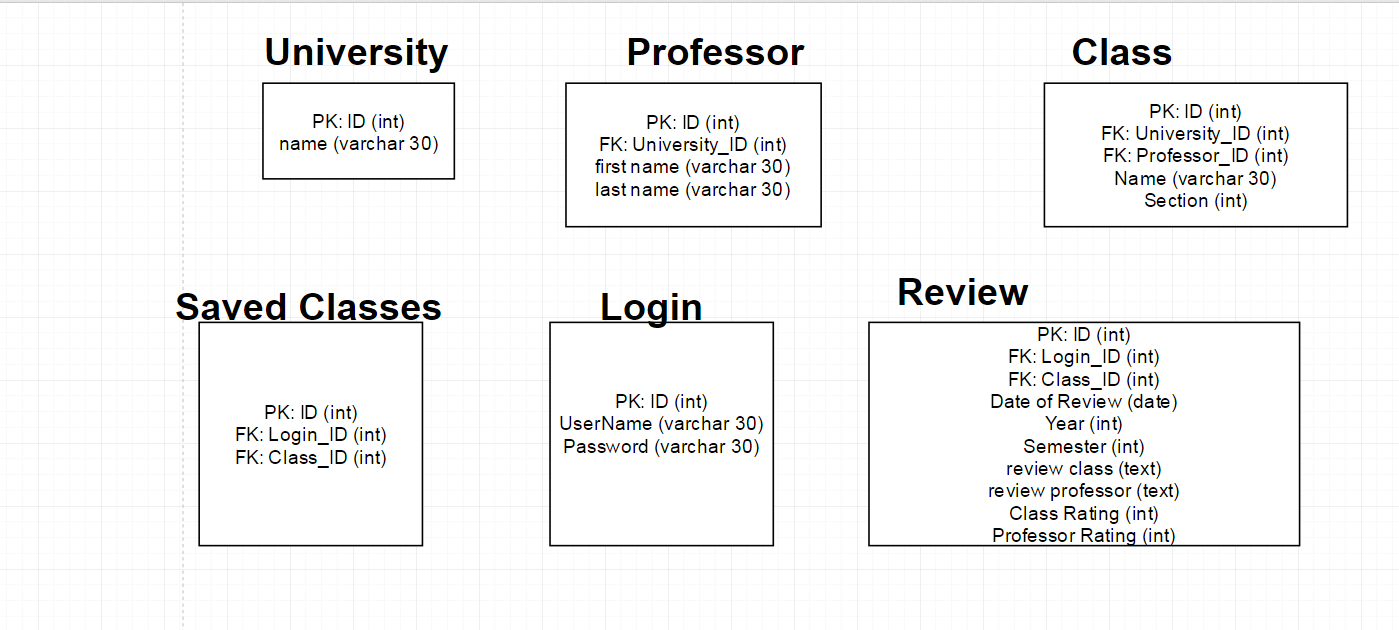 University
PK: ID (int)
name (varchar 30)
Professor
PK: ID (int)
FK: University_ID (int)
first name (varchar 30)
last name (varchar 30)
Class
PK: ID (int)
FK: University_ID (int)
FK: Professor_ID (int)
Name (varchar 30)
Section (int)
Saved Classes
PK: ID (int)
FK: Login_ID (int)
FK: Class_ID (int)
Login
PK: ID (int)
UserName (varchar 30)
Password (varchar 30)
Review
PK: ID (int)
FK: Login_ID (int)
FK: Class_ID (int)
Date of Review (date)
Year (int)
Semester (int)
review class (text)
review professor (text)
Class Rating (int)
Professor Rating (int)